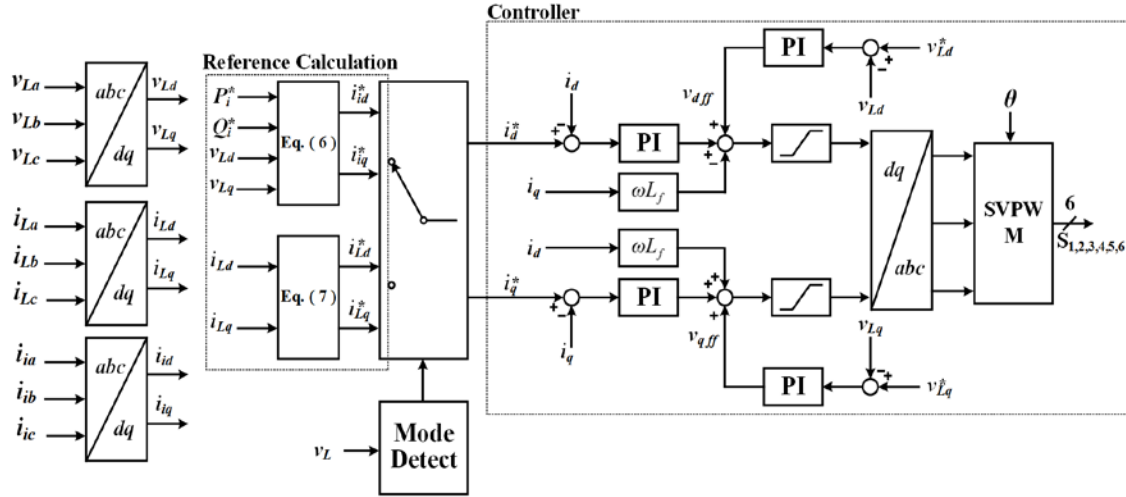 Controller
Reference Calculation
v_La
v_Lb
v_Lc
abc
dq
v_Ld
v_Lq
i_La
i_Lb
i_Lc
abc
dq
i_Ld
i_Lq
i_ia
i_ib
i_ic
abc
dq
i_id
i_iq
P_i^*
Q_i^*
v_Ld
v_Lq
Eq. ( 6 )
i_id^*
i_iq^*
i_Ld
i_Lq
Eq. ( 7 )
i_Ld^*
i_Lq^*
v_L
Mode
Detect
i_d^*
i_d
-
+
PI
v_dff
PI
v_Ld^*
+
-
v_Ld
+
+
-
i_q
ωL_f
i_d
ωL_f
i_q^*
+
-
i_q
PI
+
+
+
v_qff
PI
v_Lq
-
+
v_Lq^*
dq
abc
θ
SVPW
M
6
S_1,2,3,4,5,6